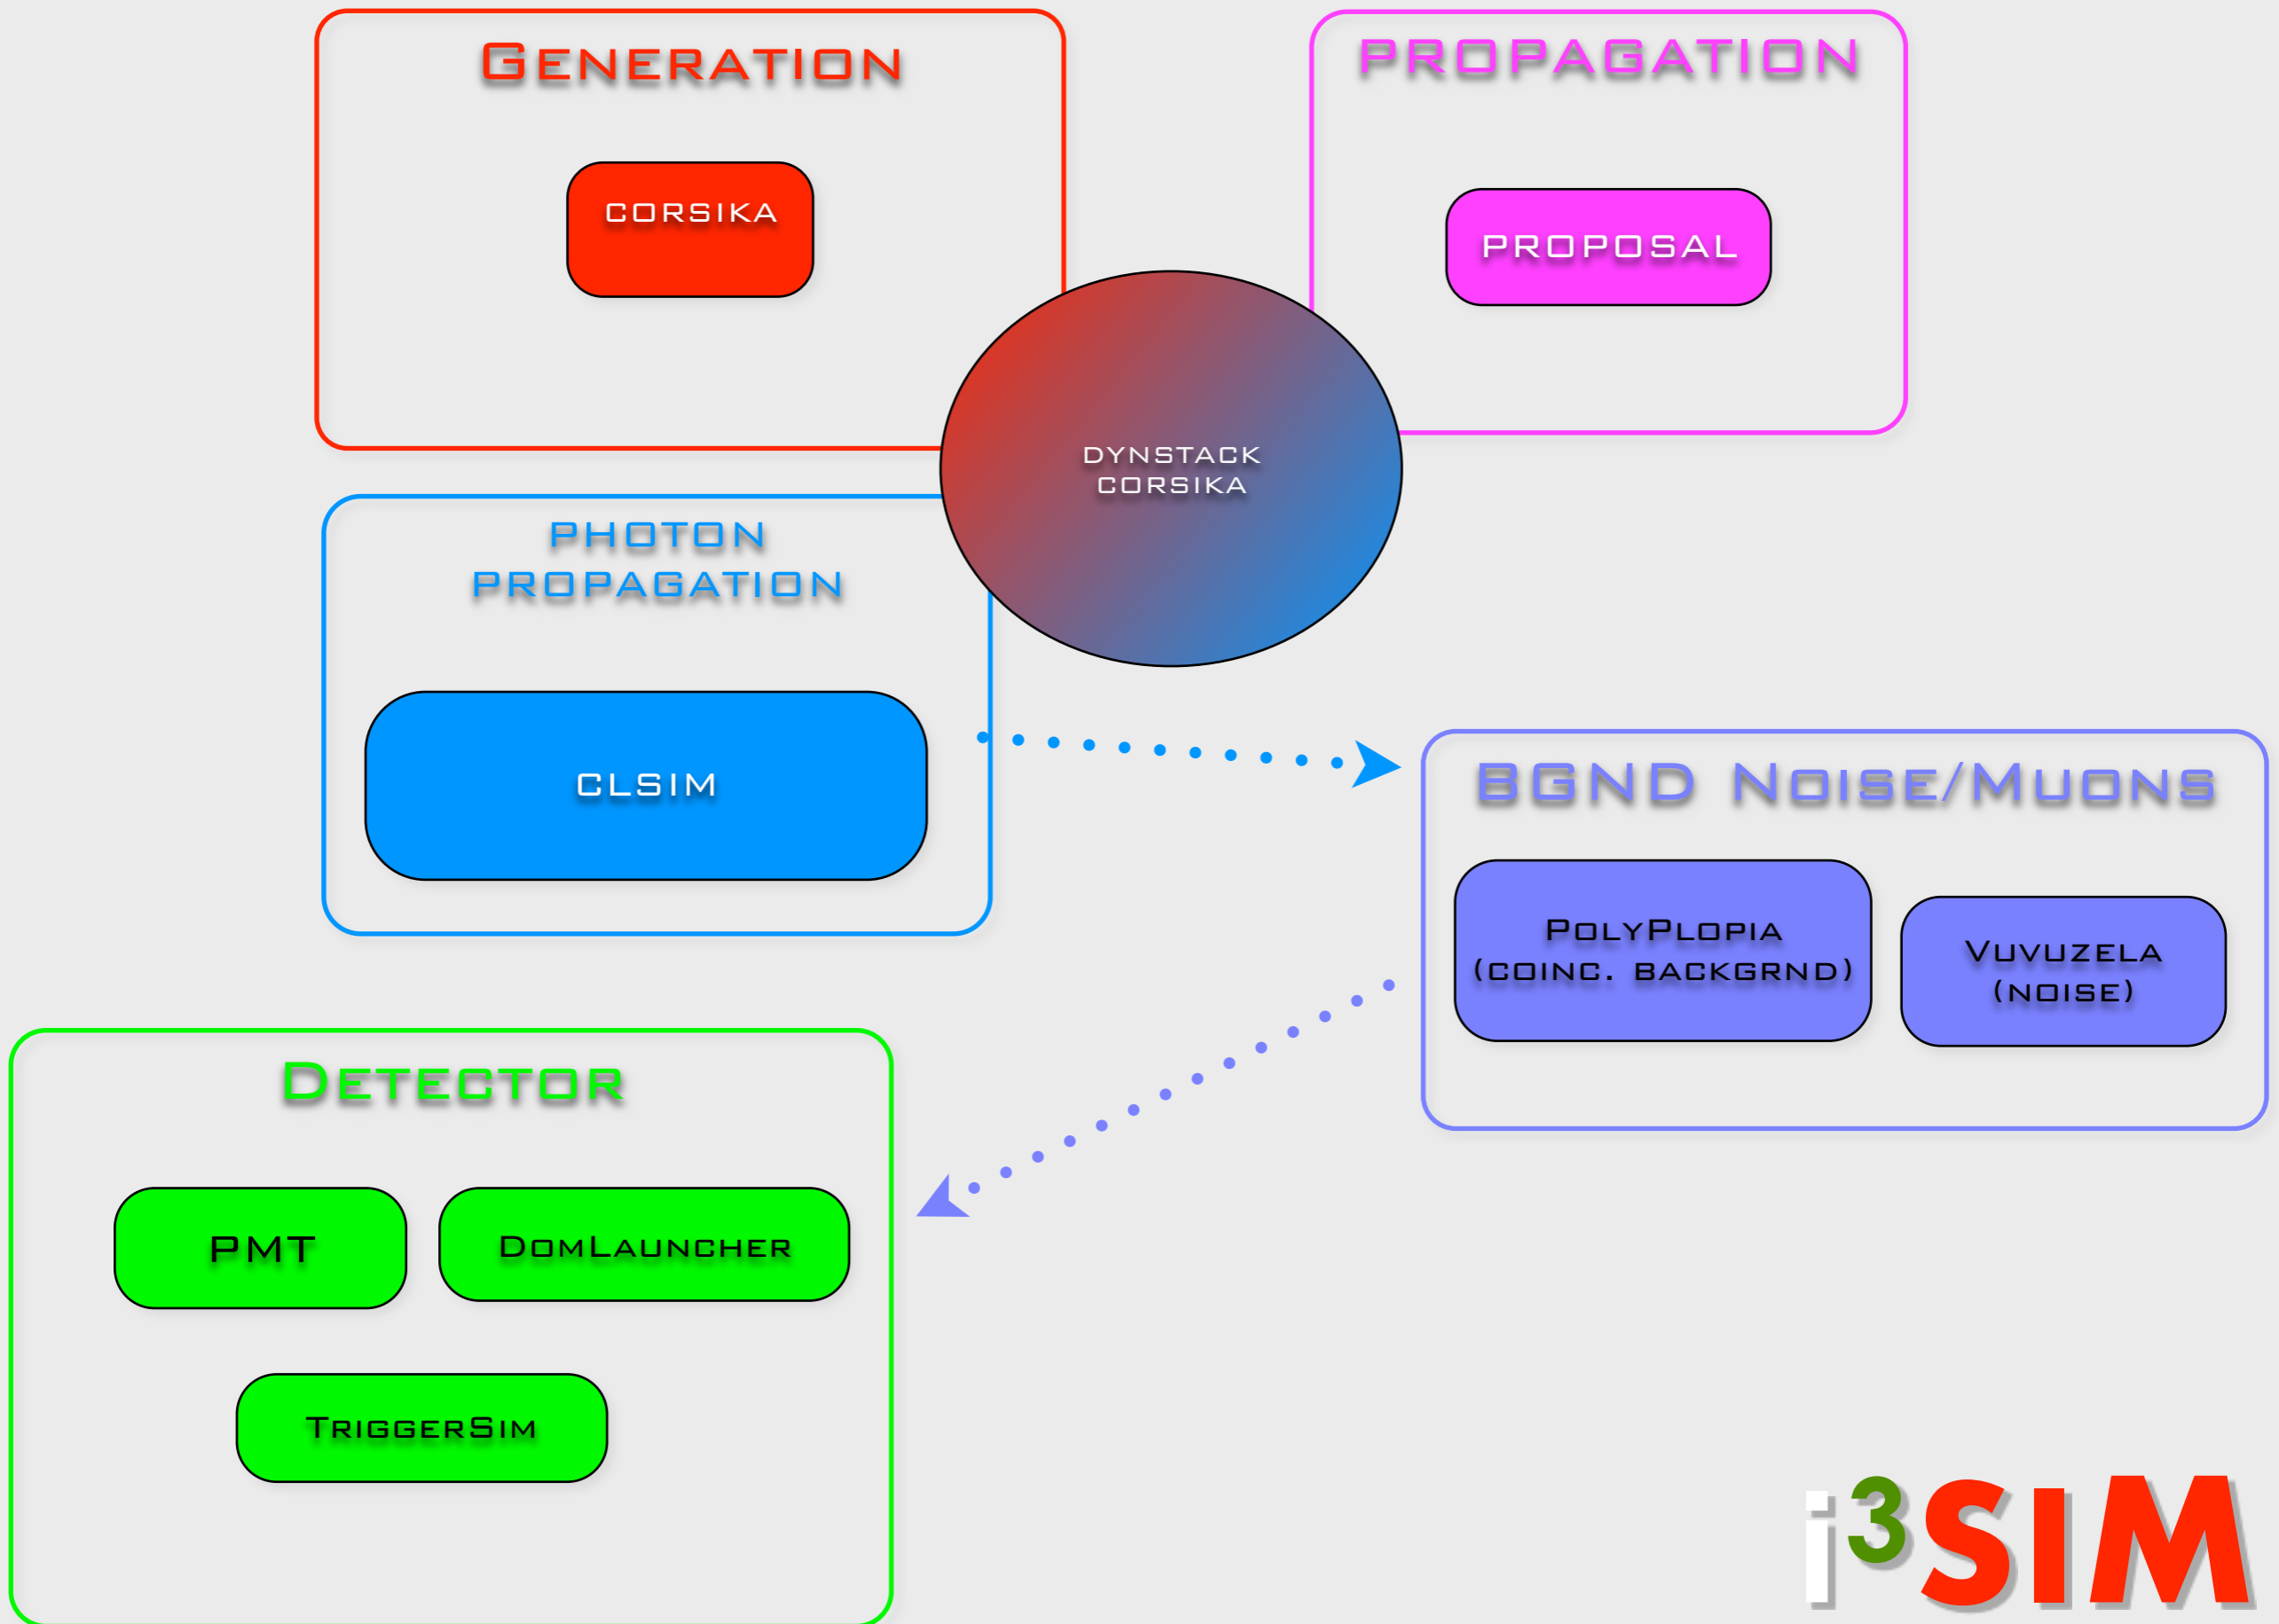 Generation
CORSIKA
PROPAGATION
PROPOSAL
DYNSTACK
CORSIKA
PHOTON
PROPAGATION
CLSIM
BGND Noise/Muons
PolyPlopia
(coinc. backgrnd)
Vuvuzela
(noise)
Detector
PMT
DomLauncher
TriggerSim
i3SIM